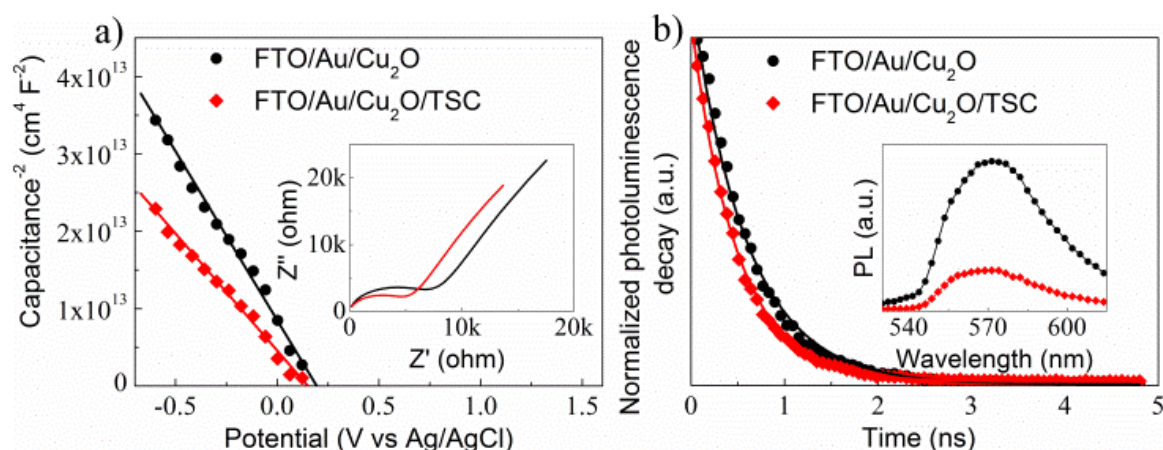 a)
Capacitance⁻² (cm⁴ F⁻²)
4x10¹³
3x10¹³
2x10¹³
1x10¹³
0
-0.5
0.0
0.5
1.0
1.5
Potential (V vs Ag/AgCl)
FTO/Au/Cu₂O
FTO/Au/Cu₂O/TSC
Z'' (ohm)
20k
10k
0
0
10k
20k
Z' (ohm)
b)
Normalized photoluminescence
decay (a.u.)
0
1
2
3
4
5
Time (ns)
FTO/Au/Cu₂O
FTO/Au/Cu₂O/TSC
PL (a.u.)
540
570
600
Wavelength (nm)